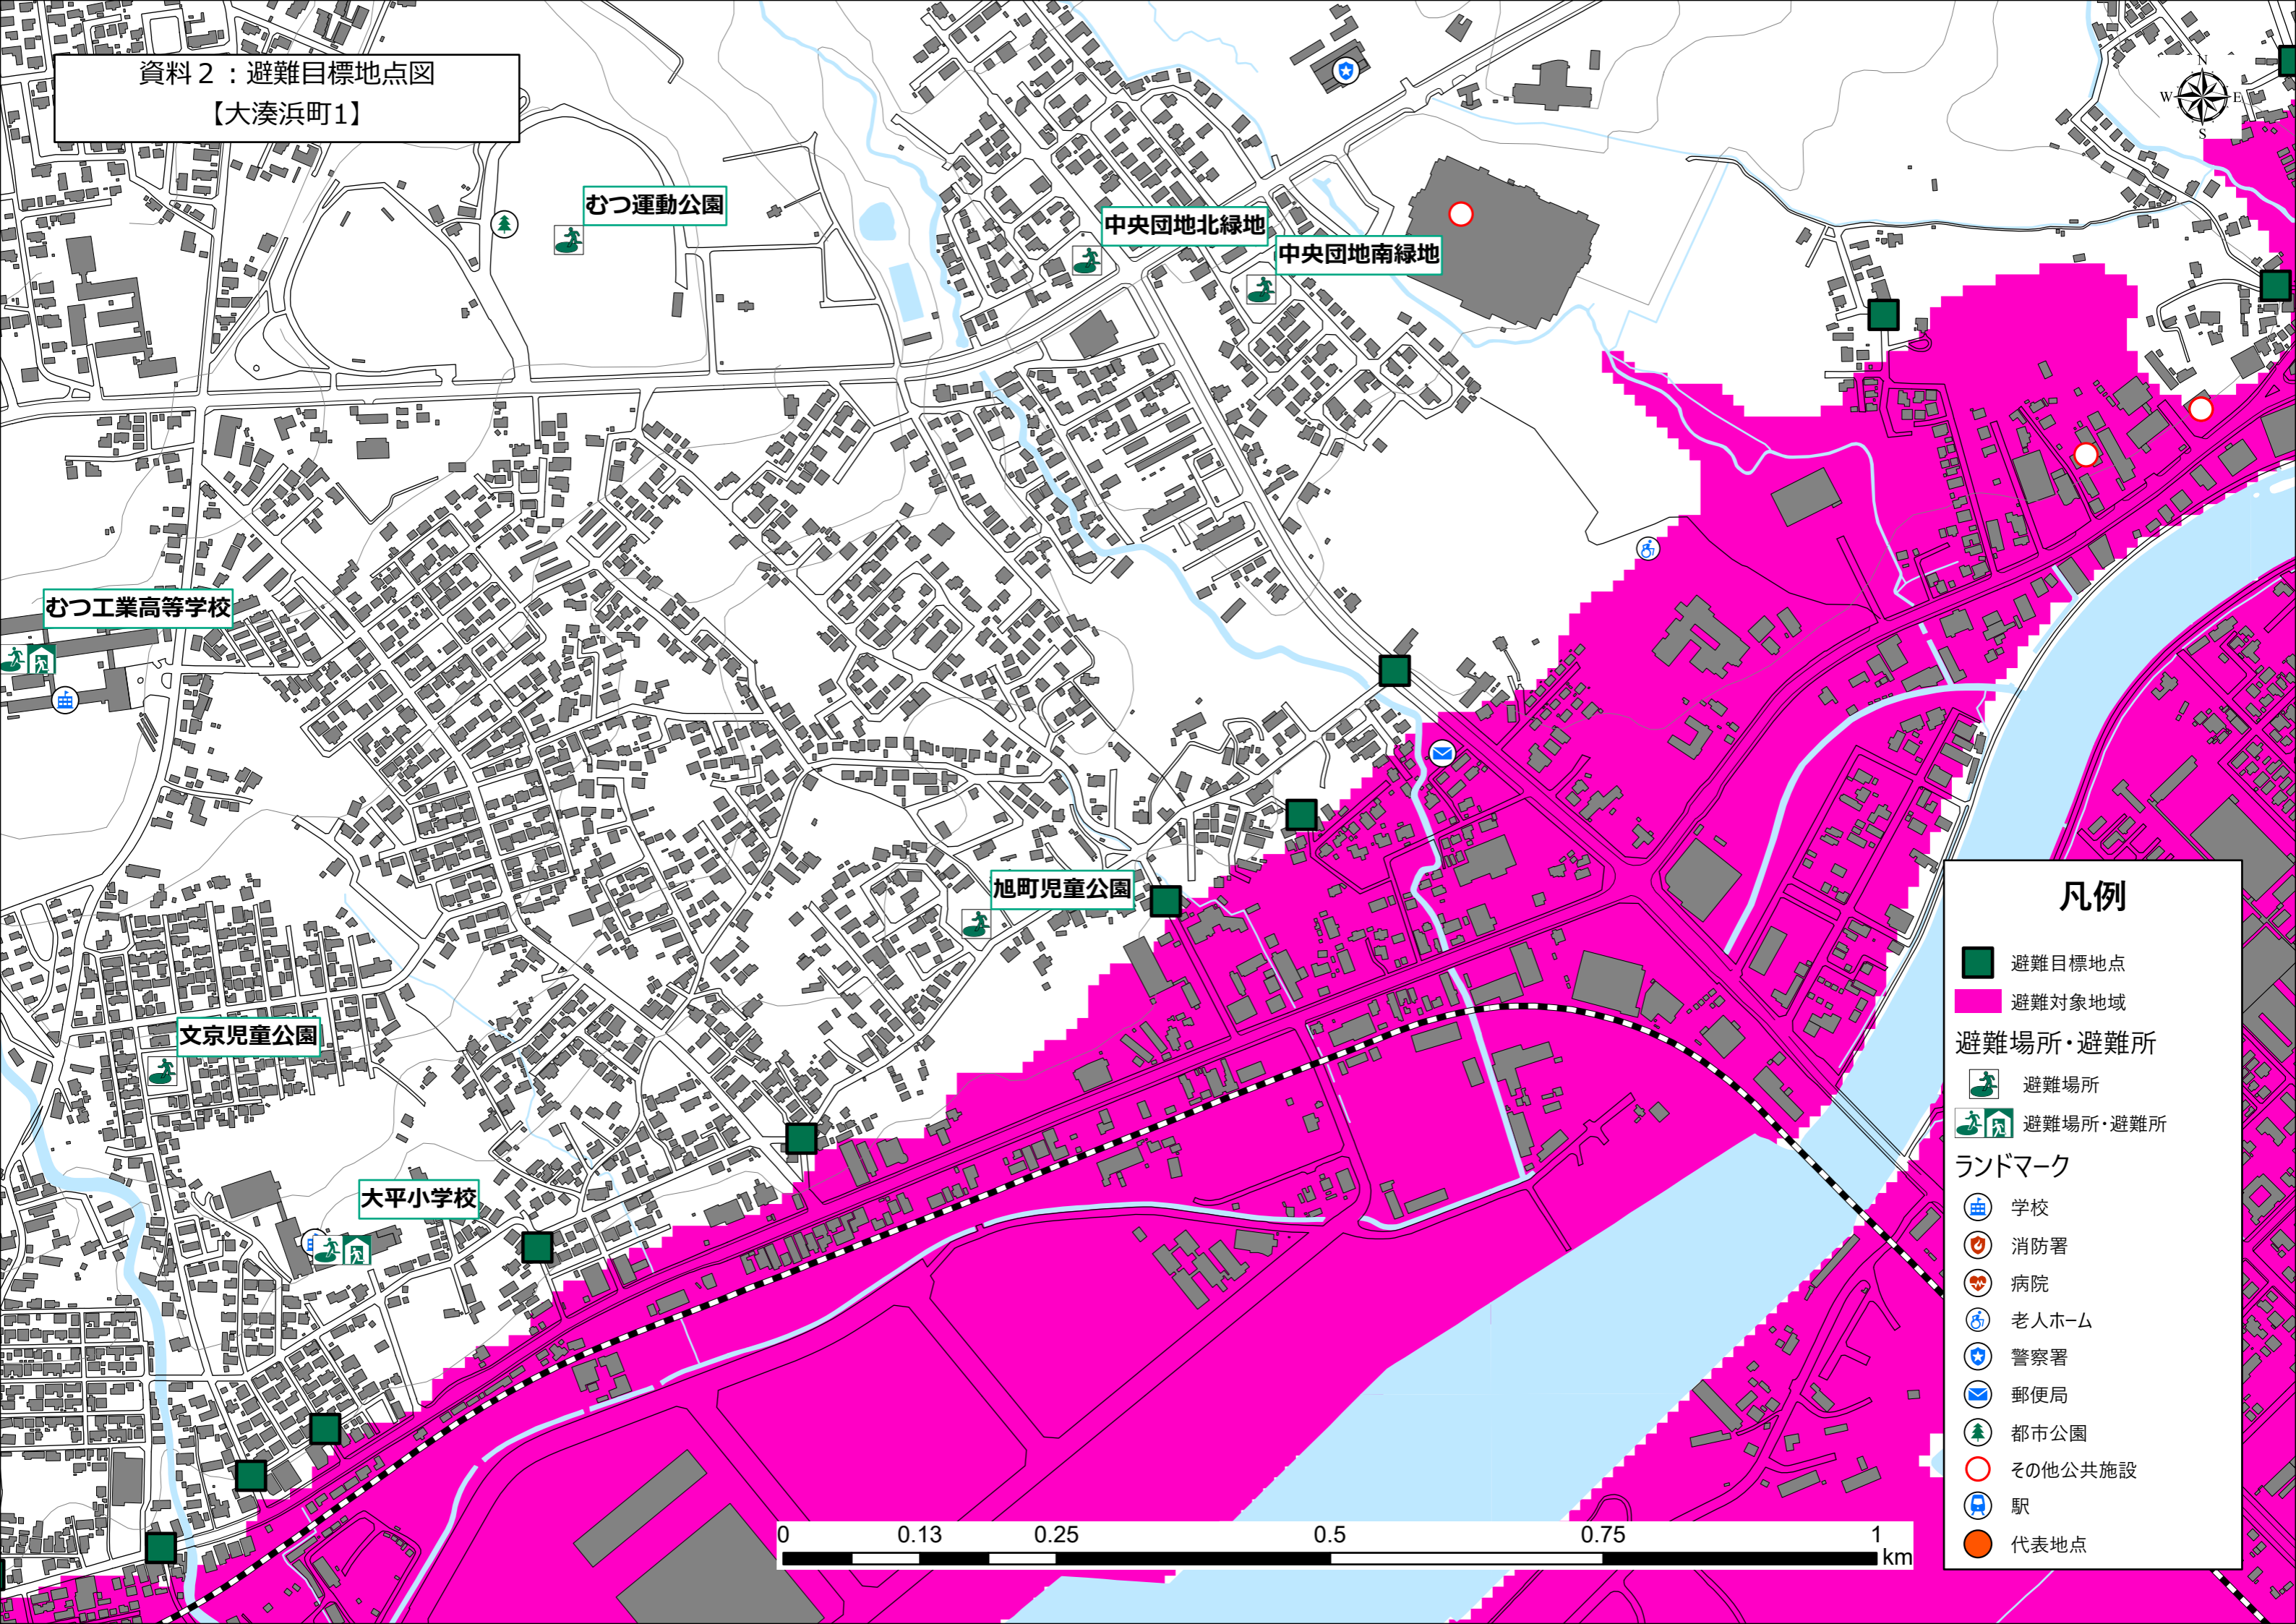 資料２：避難目標地点図
【大湊浜町1】
N
W
E
S
むつ運動公園
中央団地北緑地
中央団地南緑地
むつ工業高等学校
旭町児童公園
文京児童公園
大平小学校
凡例
避難目標地点
避難対象地域
避難場所・避難所
避難場所
避難場所・避難所
ランドマーク
学校
消防署
病院
老人ホーム
警察署
郵便局
都市公園
その他公共施設
駅
代表地点
0 0.13 0.25 0.5 0.75 1
km